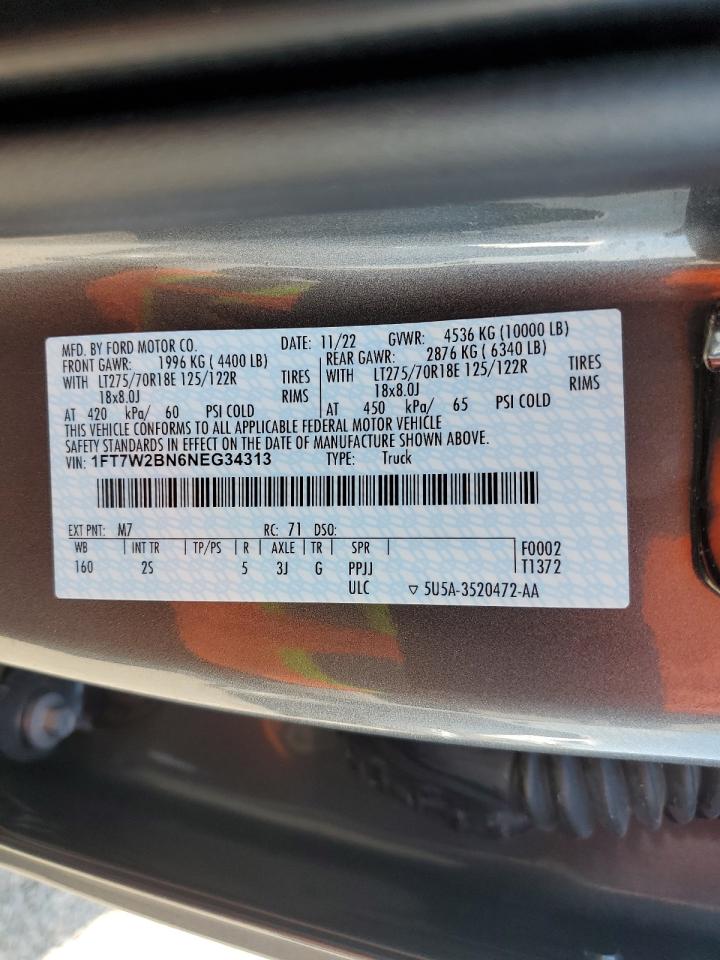 MFD. BY FORD MOTOR CO. DATE: 11/22 GVWR: 4536 KG (10000 LB)
FRONT GAWR: 1996 KG ( 4400 LB) REAR GAWR: 2876 KG ( 6340 LB)
WITH LT275/70R18E 125/122R TIRES WITH LT275/70R18E 125/122R TIRES
18x8.0J RIMS 18x8.0J RIMS
AT 420 kPa/ 60 PSI COLD AT 450 kPa/ 65 PSI COLD
THIS VEHICLE CONFORMS TO ALL APPLICABLE FEDERAL MOTOR VEHICLE
SAFETY STANDARDS IN EFFECT ON THE DATE OF MANUFACTURE SHOWN ABOVE.
VIN: 1FT7W2BN6NEG34313 TYPE: Truck
EXT PNT: M7 RC: 71 DSO:
WB INT TR TP/PS R AXLE TR SPR F0002
160 2S 5 3J G PPJJ T1372
ULC ▽ 5U5A-3520472-AA